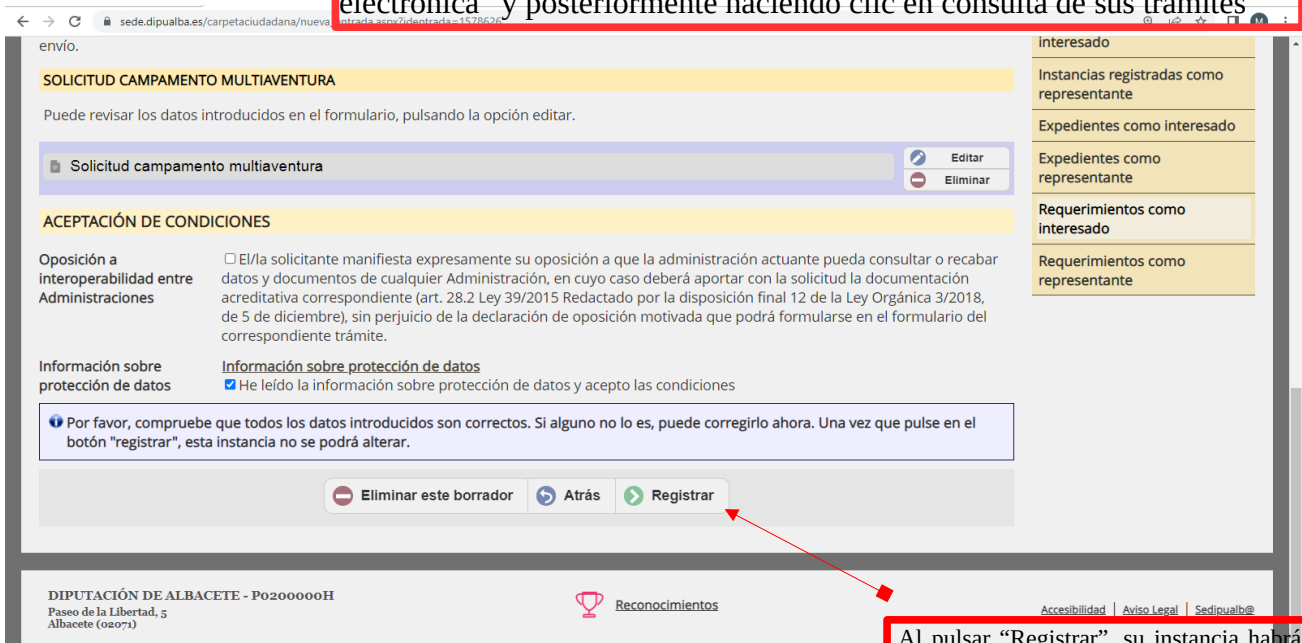 electrónica" y posteriormente haciendo clic en consulta de sus trámites
sede.dipualba.es/carpetaciudadana/nueva_entrada.aspx?identrada=1578626
envío.
SOLICITUD CAMPAMENTO MULTIAVENTURA
Puede revisar los datos introducidos en el formulario, pulsando la opción editar.
Solicitud campamento multiaventura
Editar
Eliminar
ACEPTACIÓN DE CONDICIONES
Oposición a
interoperabilidad entre
Administraciones
El/la solicitante manifiesta expresamente su oposición a que la administración actuante pueda consultar o recabar
datos y documentos de cualquier Administración, en cuyo caso deberá aportar con la solicitud la documentación
acreditativa correspondiente (art. 28.2 Ley 39/2015 Redactado por la disposición final 12 de la Ley Orgánica 3/2018,
de 5 de diciembre), sin perjuicio de la declaración de oposición motivada que podrá formularse en el formulario del
correspondiente trámite.
Información sobre
protección de datos
Información sobre protección de datos
He leído la información sobre protección de datos y acepto las condiciones
Por favor, compruebe que todos los datos introducidos son correctos. Si alguno no lo es, puede corregirlo ahora. Una vez que pulse en el
botón "registrar", esta instancia no se podrá alterar.
Eliminar este borrador
Atrás
Registrar
interesado
Instancias registradas como
representante
Expedientes como interesado
Expedientes como
representante
Requerimientos como
interesado
Requerimientos como
representante
DIPUTACIÓN DE ALBACETE - P0200000H
Paseo de la Libertad, 5
Albacete (02071)
Reconocimientos
Accesibilidad | Aviso Legal | Sedipualb@
Al pulsar “Registrar”, su instancia habrá